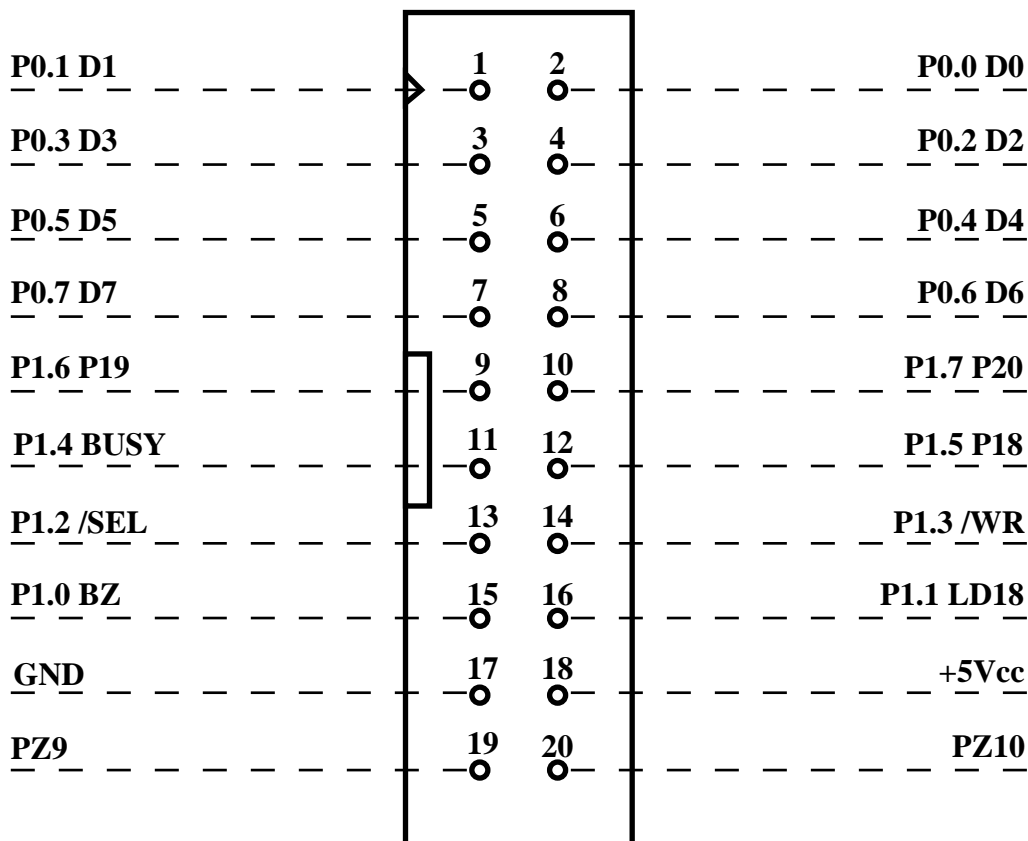 P0.1 D1 1 2 P0.0 D0
P0.3 D3 3 4 P0.2 D2
P0.5 D5 5 6 P0.4 D4
P0.7 D7 7 8 P0.6 D6
P1.6 P19 9 10 P1.7 P20
P1.4 BUSY 11 12 P1.5 P18
P1.2 /SEL 13 14 P1.3 /WR
P1.0 BZ 15 16 P1.1 LD18
GND 17 18 +5Vcc
PZ9 19 20 PZ10